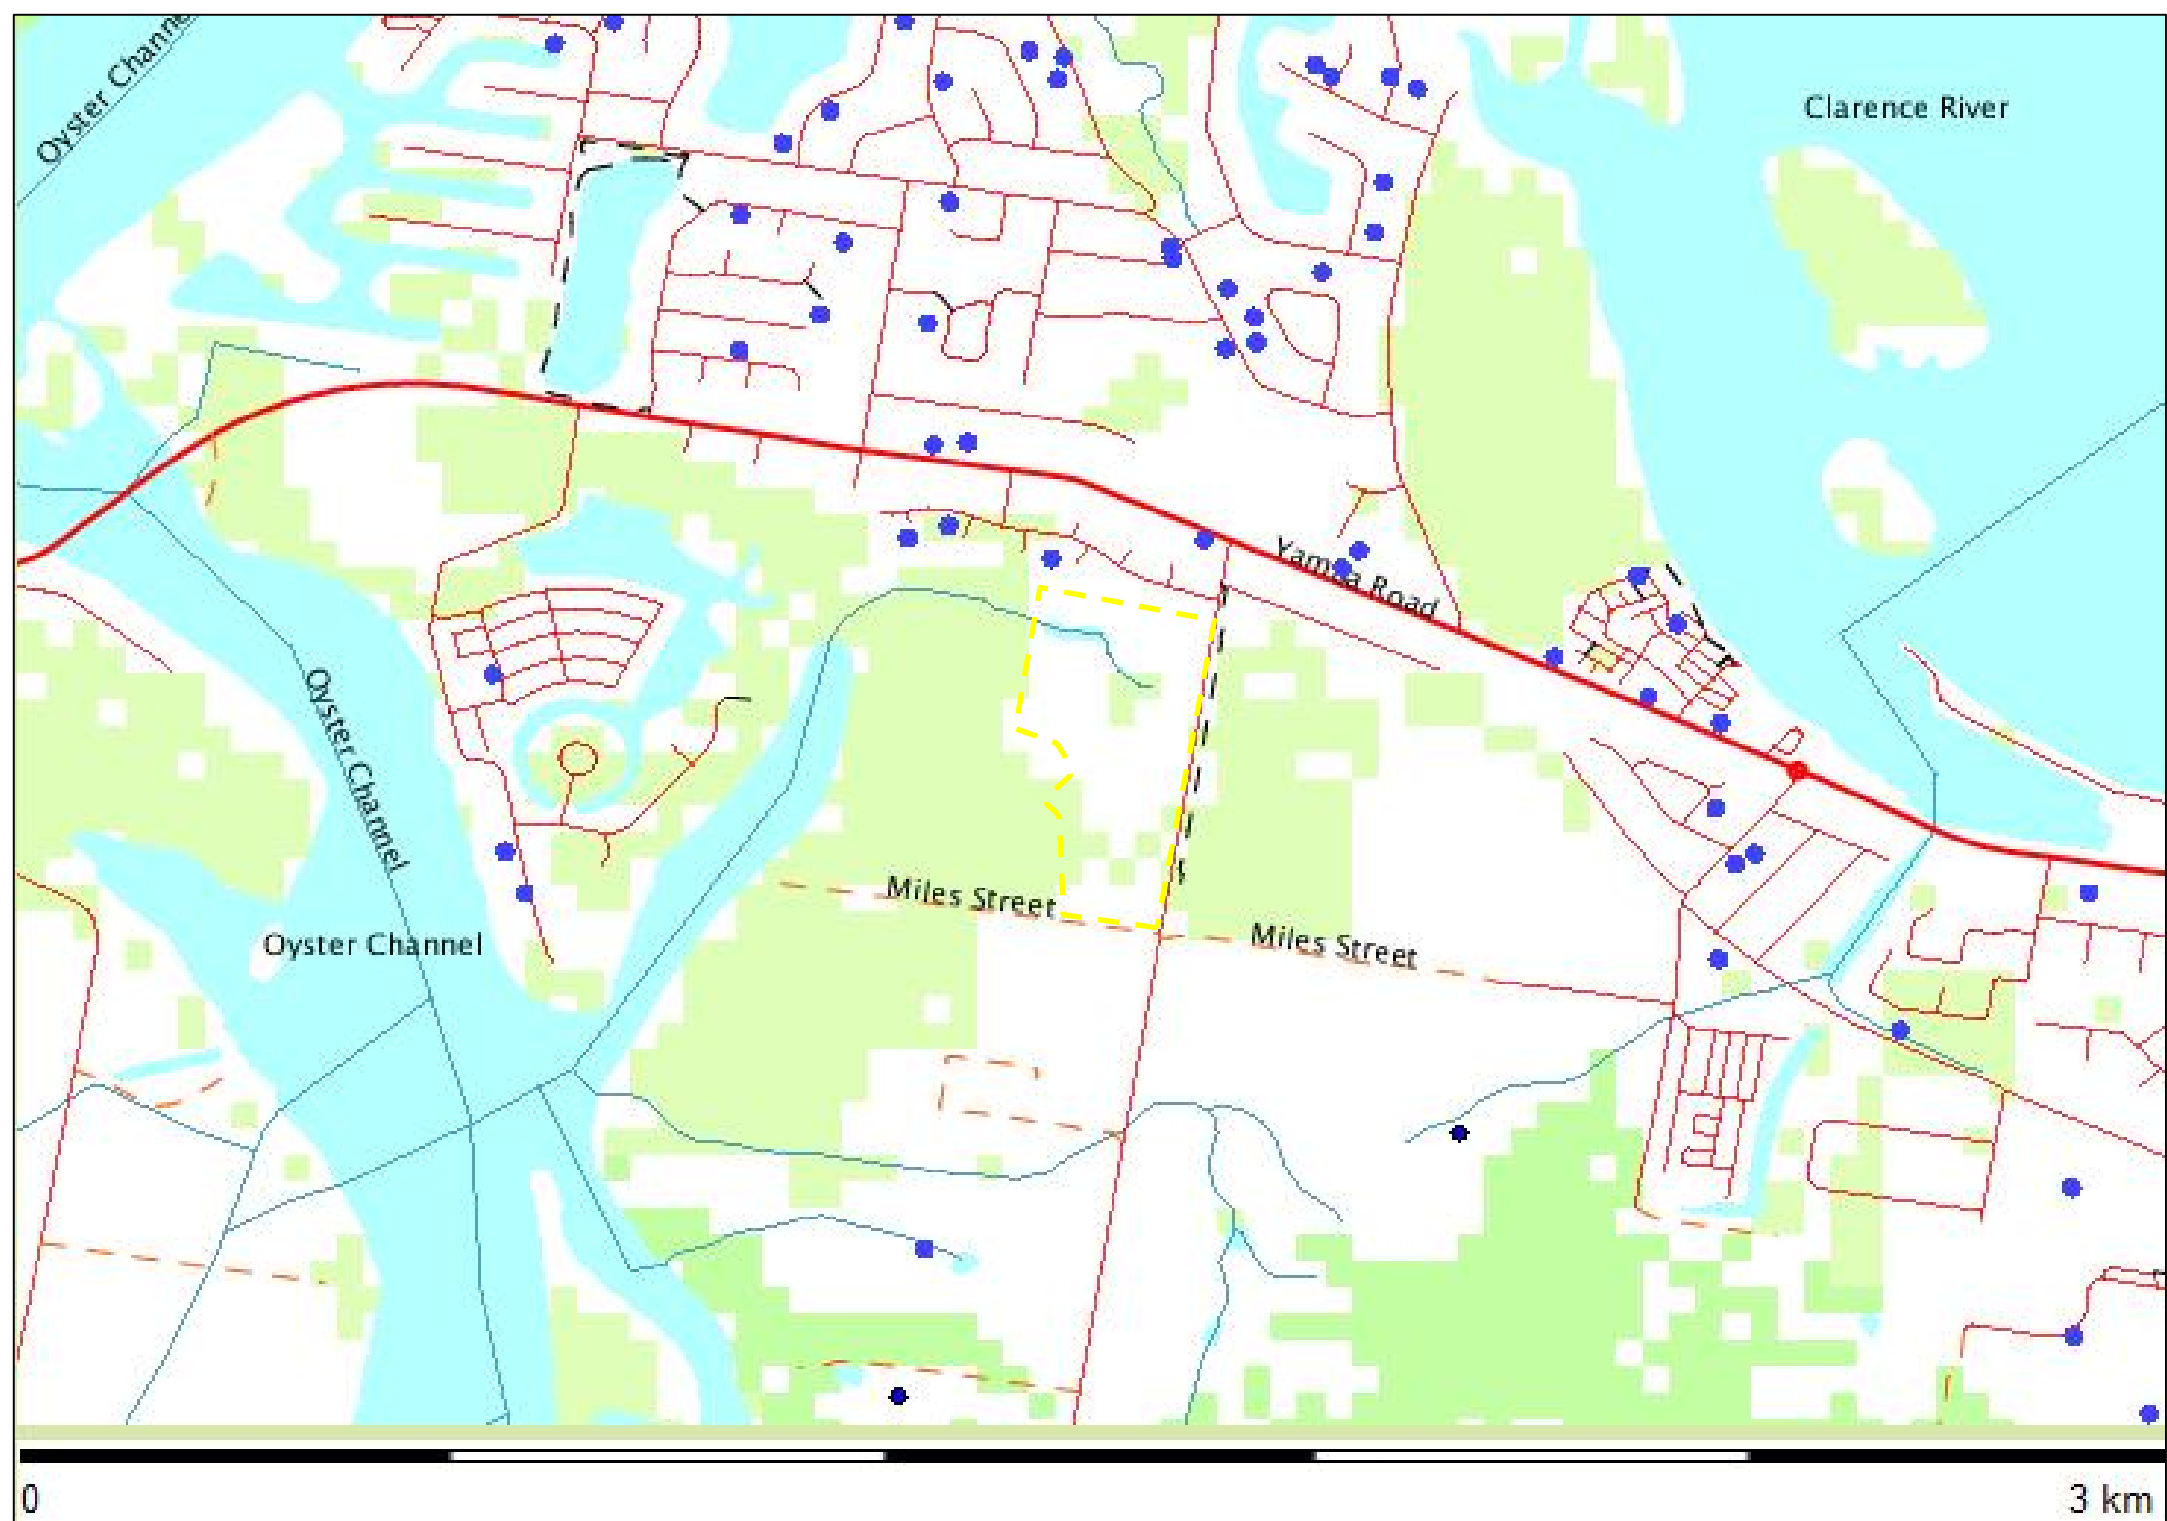 Oyster Channel
Clarence River
Yamba Road
Oyster Channel
Miles Street
Miles Street
Oyster Channel
0
3 km